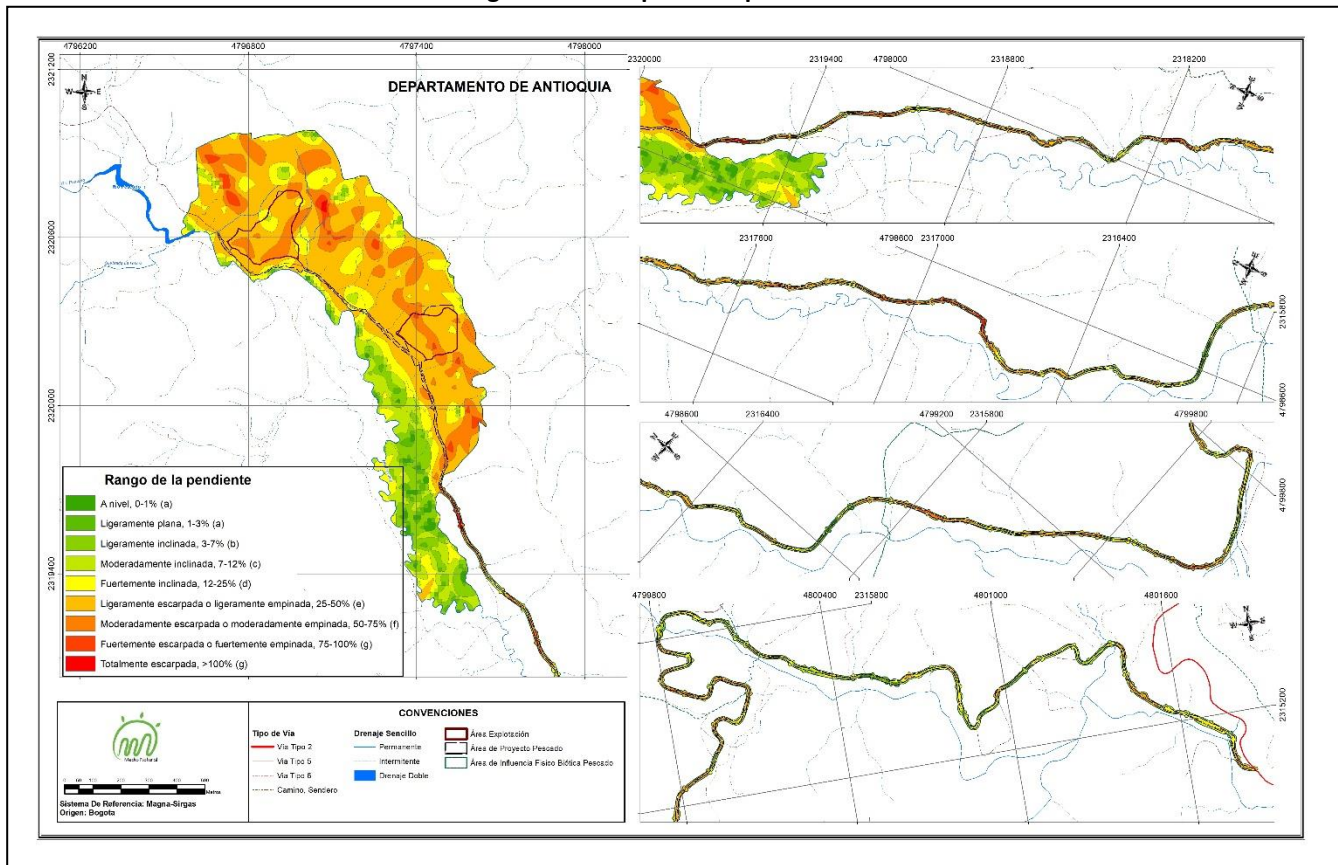 4796200 4796800 4797400 4798000
2321200
2320600
2320000
2319400
N
W E
S
DEPARTAMENTO DE ANTIOQUIA
Rango de la pendiente
A nivel, 0-1% (a)
Ligeramente plana, 1-3% (a)
Ligeramente inclinada, 3-7% (b)
Moderadamente inclinada, 7-12% (c)
Fuertemente inclinada, 12-25% (d)
Ligeramente escarpada o ligeramente empinada, 25-50% (e)
Moderadamente escarpada o moderadamente empinada, 50-75% (f)
Fuertemente escarpada o fuertemente empinada, 75-100% (g)
Totalmente escarpada, >100% (g)
2320000 2319400 4798000 2318800 2318200
2317600 4798600 2317000 2316400
2315800
4798600
4798600 2316400 4799200 2315800 4799800
4799800
4799800 4800400 2315800 4801000 4801600
2315200
Sistema De Referencia: Magna-Sirgas
Origen: Bogota
CONVENCIONES
Tipo de Vía
Vía Tipo 2
Vía Tipo 5
Vía Tipo 6
Camino, Sendero
Drenaje Sencillo
Permanente
Intermitente
Drenaje Doble
Área Explotación
Área de Proyecto Pescado
Área de Influencia Fisico Biótica Pescado